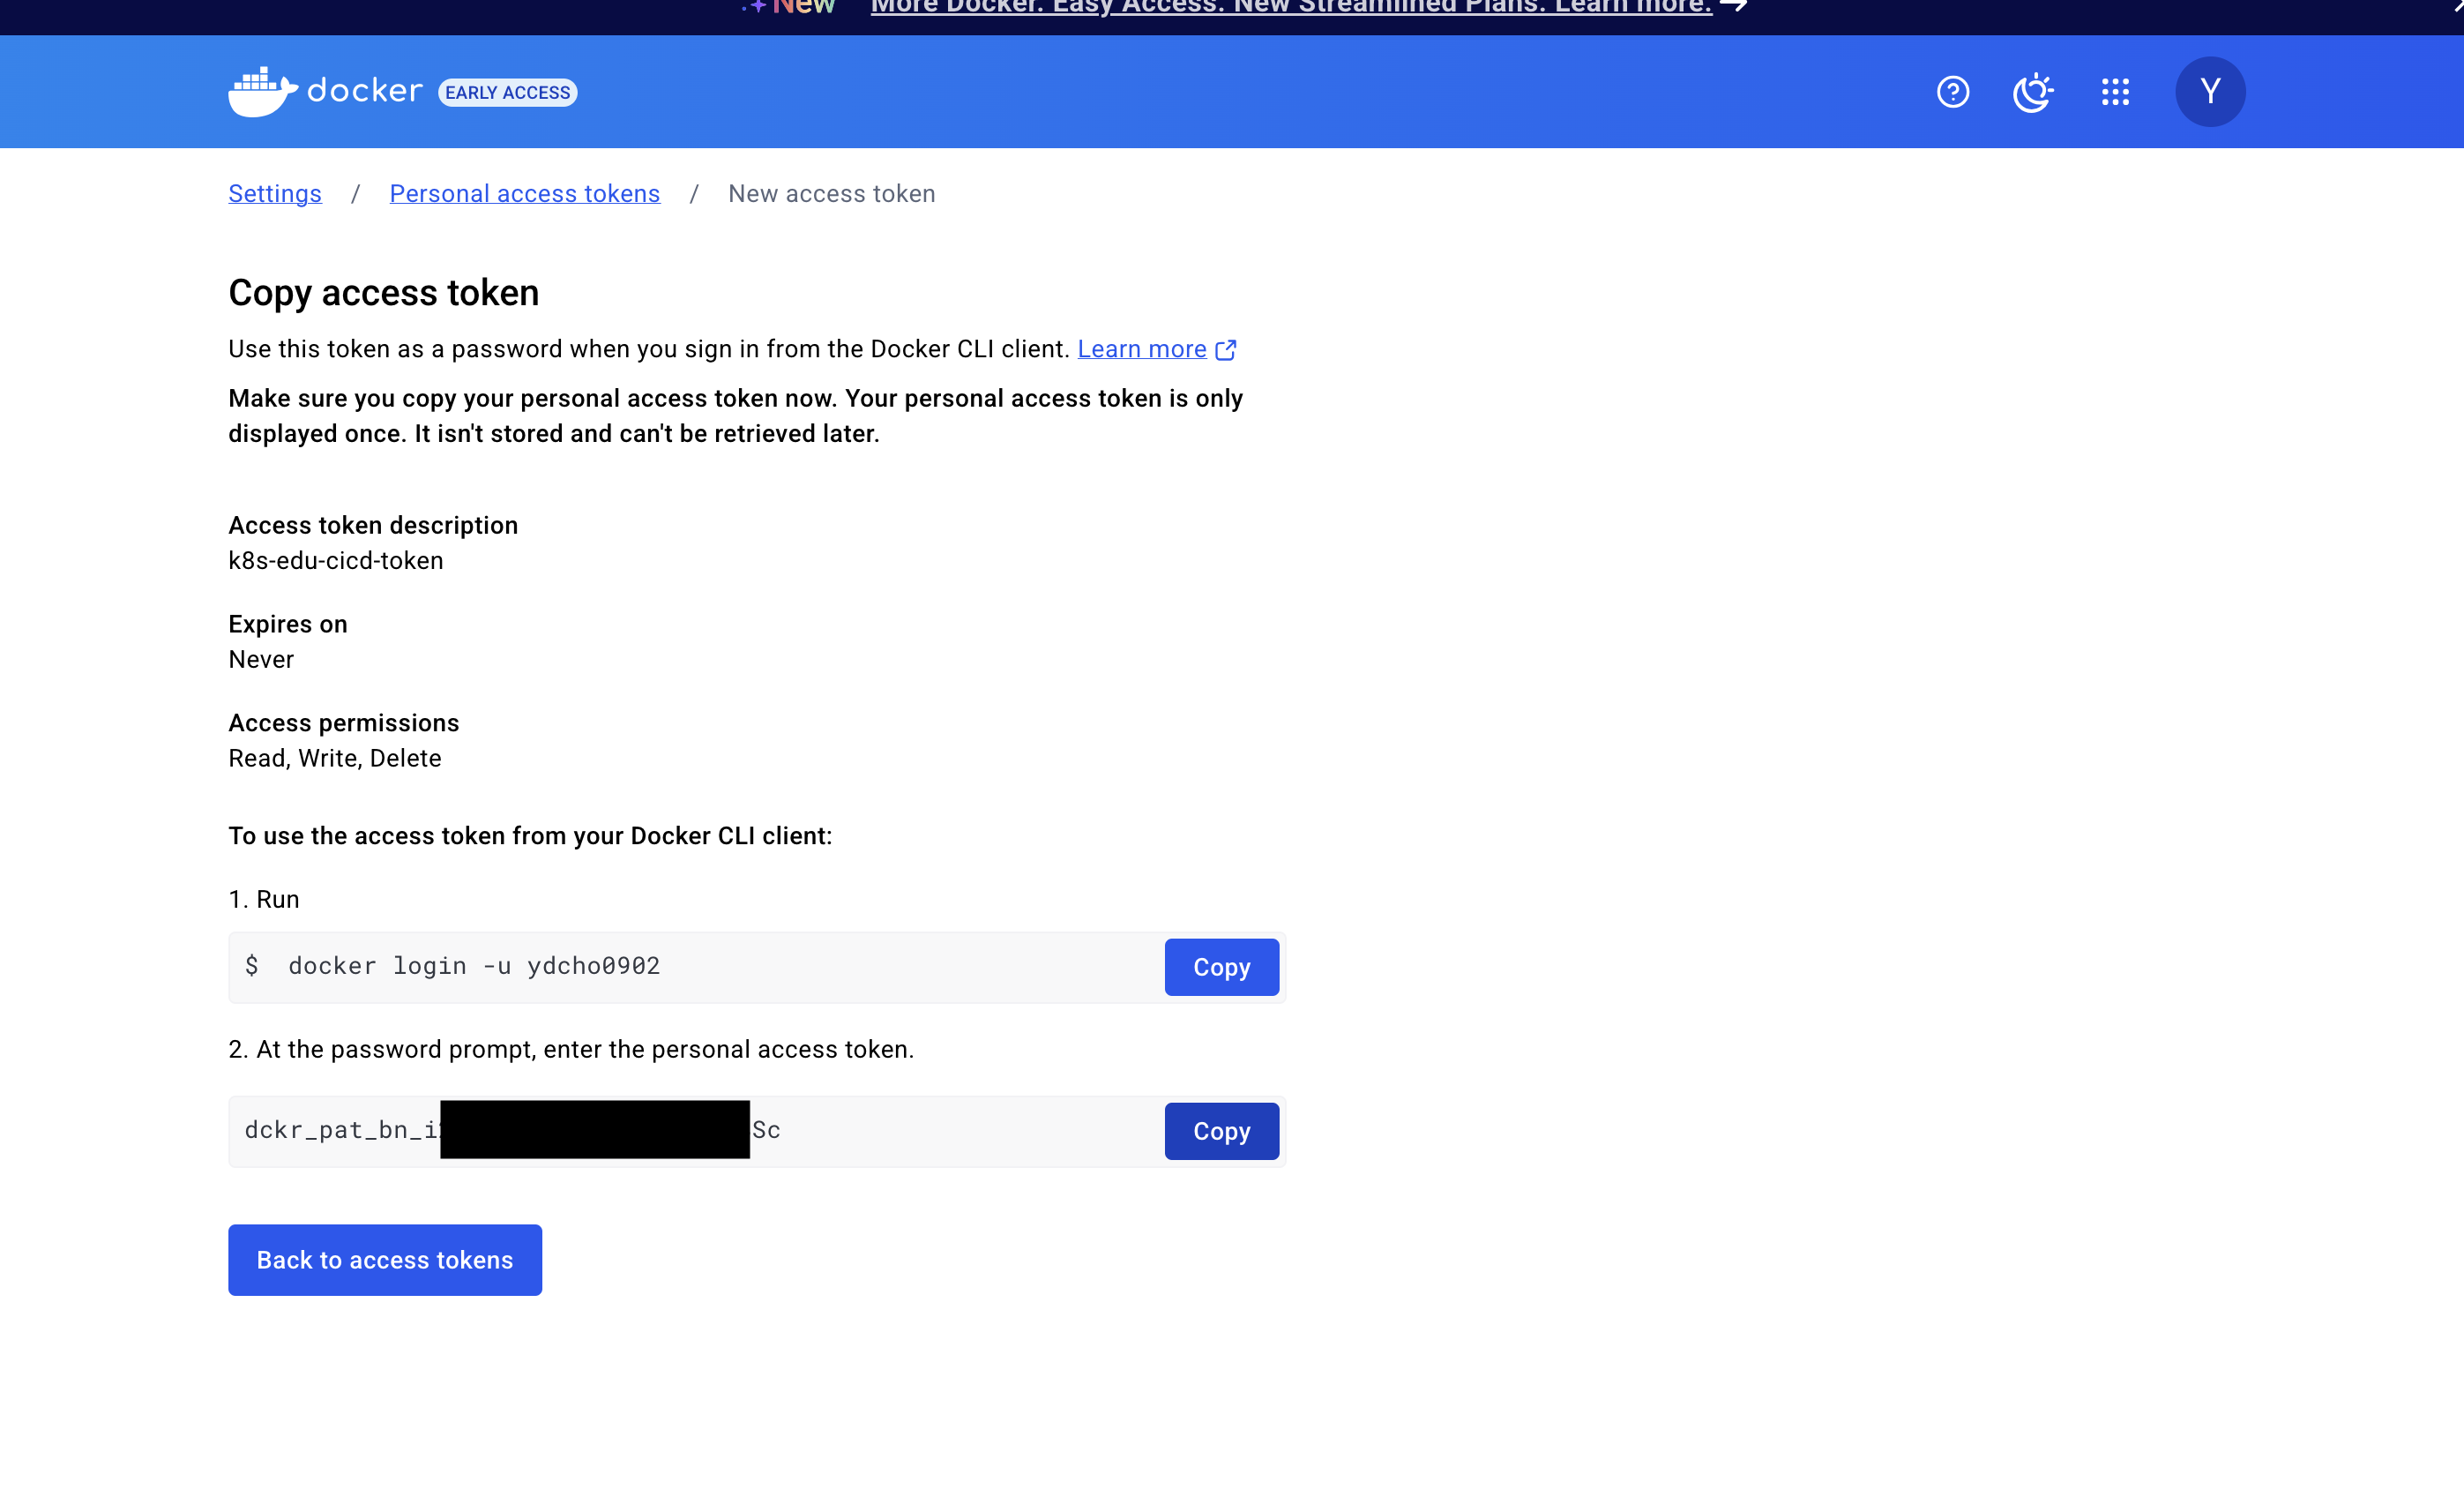 New More Docker. Easy Access. New Streamlined Plans. Learn more.
docker EARLY ACCESS
Y
Settings / Personal access tokens / New access token
Copy access token
Use this token as a password when you sign in from the Docker CLI client. Learn more
Make sure you copy your personal access token now. Your personal access token is only
displayed once. It isn't stored and can't be retrieved later.
Access token description
k8s-edu-cicd-token
Expires on
Never
Access permissions
Read, Write, Delete
To use the access token from your Docker CLI client:
1. Run
$ docker login -u ydcho0902
Copy
2. At the password prompt, enter the personal access token.
dckr_pat_bn_i Sc
Copy
Back to access tokens